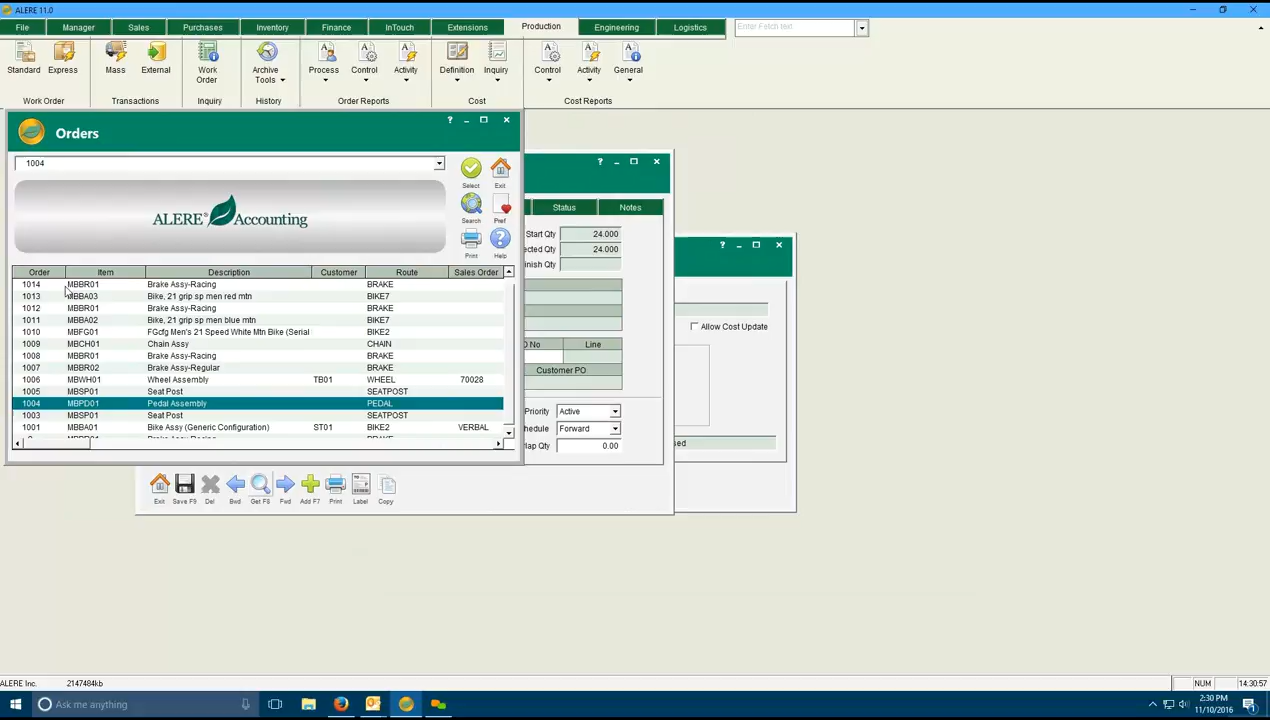 ALERE 11.0
File Manager Sales Purchases Inventory Finance InTouch Extensions Production Engineering Logistics Enter Fetch text
Standard Express Mass External Work Order Archive Tools Process Control Activity Definition Inquiry Control Activity General
Work Order Transactions Inquiry History Order Reports Cost Cost Reports
Orders
1004
Select Exit
Search Pref
Print Help
ALERE® Accounting
Order Item Description Customer Route Sales Order
1014 MBBR01 Brake Assy-Racing BRAKE
1013 MBBA03 Bike, 21 grip sp men red mtn BIKE7
1012 MBBR01 Brake Assy-Racing BRAKE
1011 MBBA02 Bike, 21 grip sp men blue mtn BIKE7
1010 MBFG01 FGcfg Men's 21 Speed White Mtn Bike (Serial BIKE2
1009 MBCH01 Chain Assy CHAIN
1008 MBBR01 Brake Assy-Racing BRAKE
1007 MBBR02 Brake Assy-Regular BRAKE
1006 MBWH01 Wheel Assembly TB01 WHEEL 70028
1005 MBSP01 Seat Post SEATPOST
1004 MBPD01 Pedal Assembly PEDAL
1003 MBSP01 Seat Post SEATPOST
1001 MBBA01 Bike Assy (Generic Configuration) ST01 BIKE2 VERBAL
Status Notes
Start Qty 24.000
ected Qty 24.000
inish Qty
O No Line
Customer PO
Priority Active
hedule Forward
lap Qty 0.00
Allow Cost Update
sed
Exit Save F9 Del Bwd Get F8 Fwd Add F7 Print Label Copy
ALERE Inc. 2147484kb NUM 14:30:57
Ask me anything
2:30 PM
11/10/2016